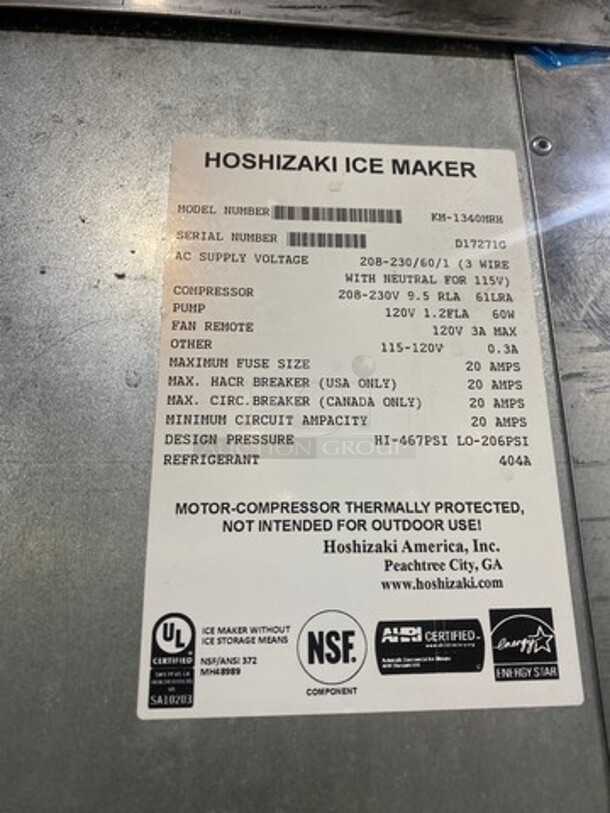 HOSHIZAKI ICE MAKER
MODEL NUMBER KM-1340MRH
SERIAL NUMBER D17271G
AC SUPPLY VOLTAGE 208-230/60/1 (3 WIRE
WITH NEUTRAL FOR 115V)
COMPRESSOR 208-230V 9.5 RLA 61LRA
PUMP 120V 1.2FLA 60W
FAN REMOTE 120V 3A MAX
OTHER 115-120V 0.3A
MAXIMUM FUSE SIZE 20 AMPS
MAX. HACR BREAKER (USA ONLY) 20 AMPS
MAX. CIRC.BREAKER (CANADA ONLY) 20 AMPS
MINIMUM CIRCUIT AMPACITY 20 AMPS
DESIGN PRESSURE HI-467PSI LO-206PSI
AUCTION GROUP
REFRIGERANT 404A
MOTOR-COMPRESSOR THERMALLY PROTECTED,
NOT INTENDED FOR OUTDOOR USE!
Hoshizaki America, Inc.
Peachtree City, GA
www.hoshizaki.com
UL
CERTIFIED
SA10203
ICE MAKER WITHOUT
ICE STORAGE MEANS
NSF/ANSI 372
MH48989
NSF.
COMPONENT
AHRI CERTIFIED
energy
ENERGY STAR